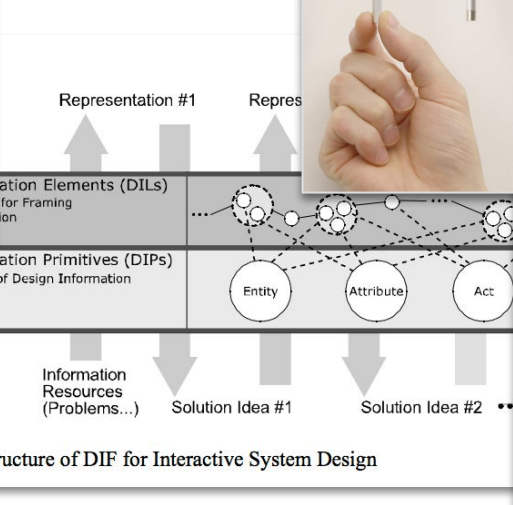 Representation #1
Repres
ation Elements (DILs)
for Framing
ion
ation Primitives (DIPs)
of Design Information
Entity
Attribute
Act
Information
Resources
(Problems...)
Solution Idea #1
Solution Idea #2
ructure of DIF for Interactive System Design